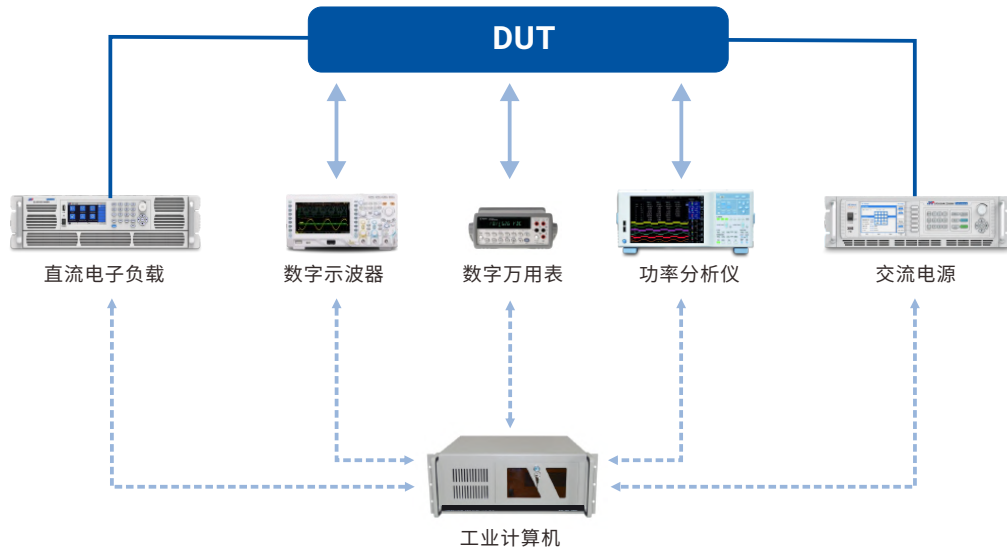 DUT
直流电子负载
数字示波器
数字万用表
功率分析仪
交流电源
工业计算机